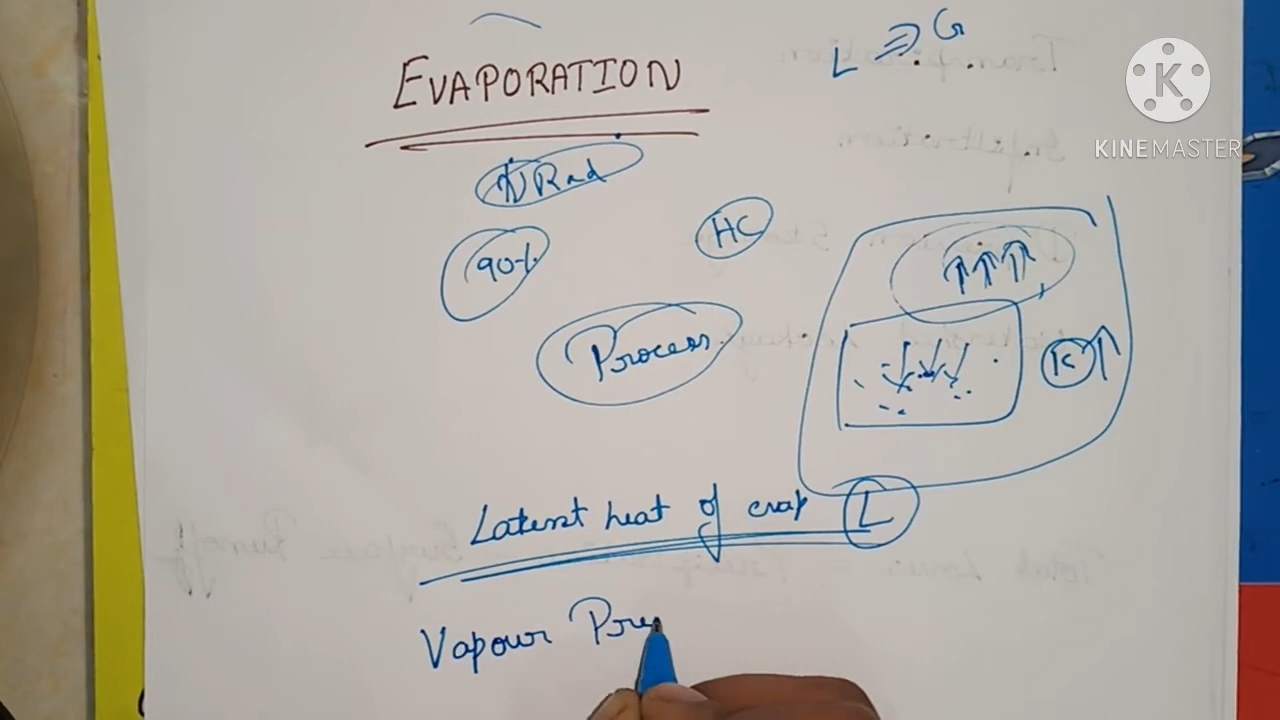 EVAPORATION
L ⇒ G
K
KINEMASTER
N Rad
HC
90%
↑↑↑
Process
K ↑
Latent heat of evap L
Vapour Pre